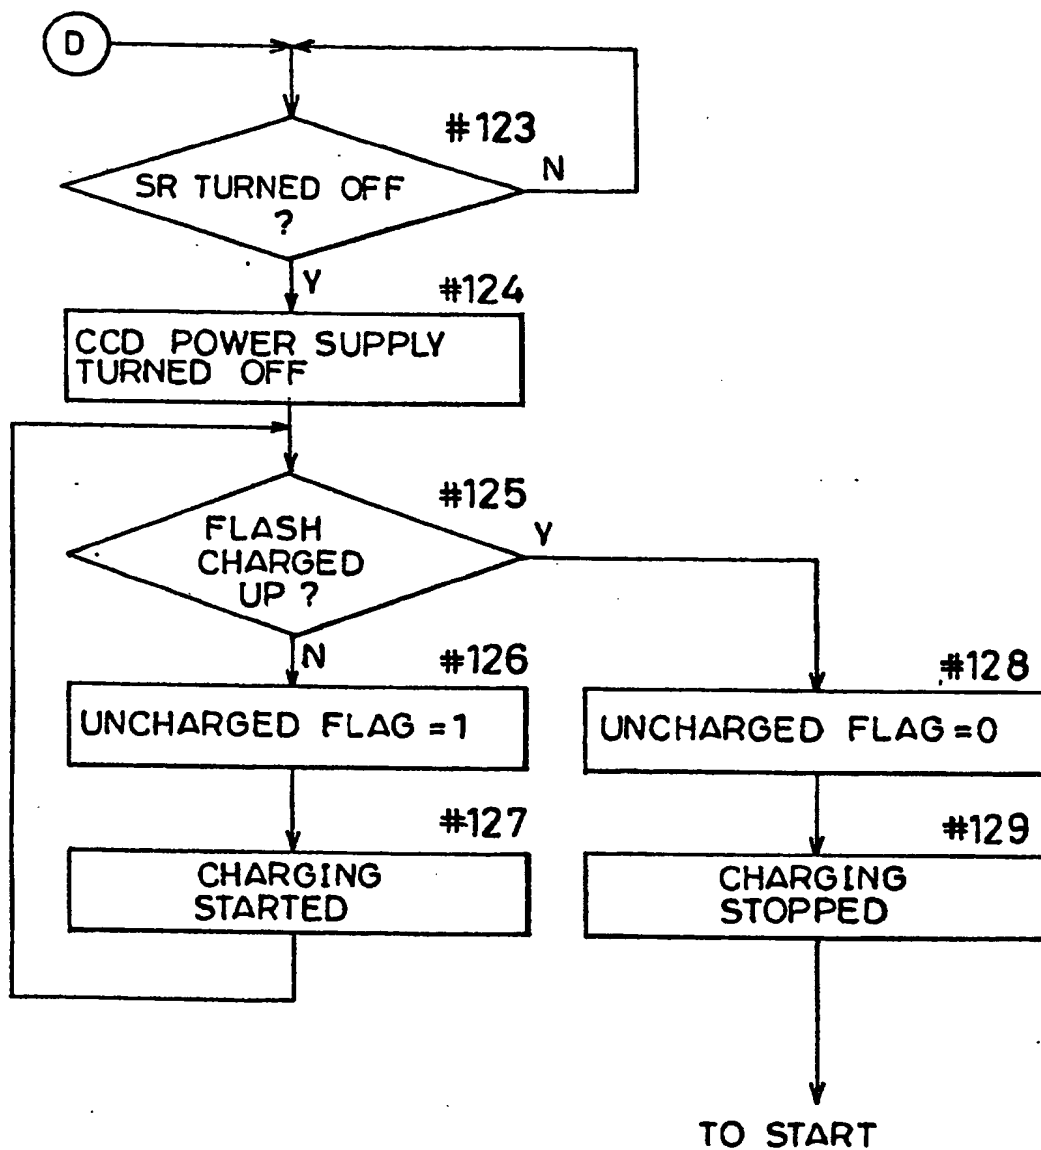 D
#123
SR TURNED OFF
?
N
Y
#124
CCD POWER SUPPLY
TURNED OFF
#125
FLASH
CHARGED
UP ?
Y
N
#126
UNCHARGED FLAG = 1
#127
CHARGING
STARTED
#128
UNCHARGED FLAG = 0
#129
CHARGING
STOPPED
TO START